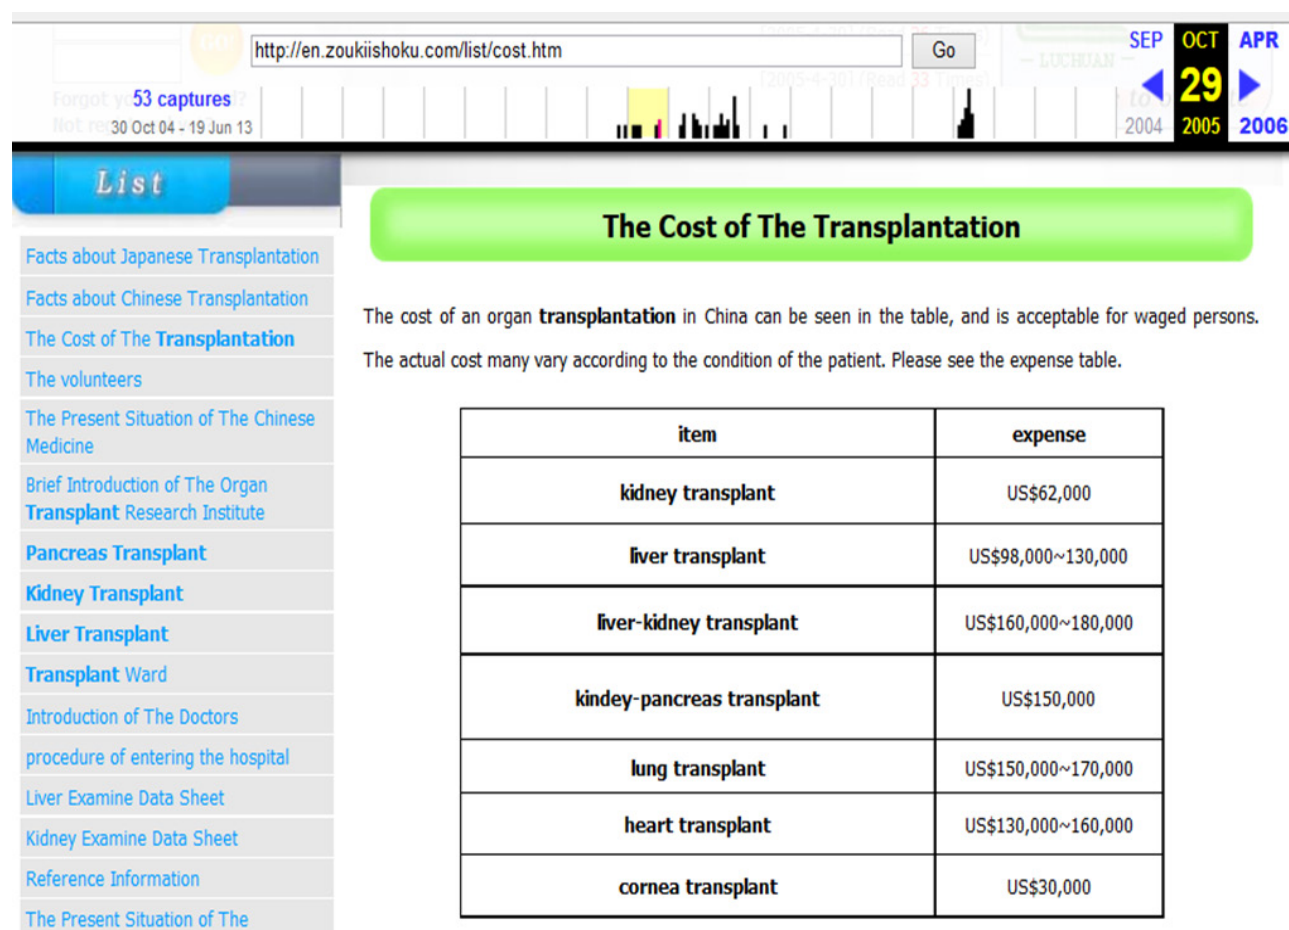 http://en.zoukiishoku.com/list/cost.htm
Go
SEP OCT APR
53 captures
29
30 Oct 04 - 19 Jun 13
2004 2005 2006
List
Facts about Japanese Transplantation
Facts about Chinese Transplantation
The Cost of The Transplantation
The volunteers
The Present Situation of The Chinese
Medicine
Brief Introduction of The Organ
Transplant Research Institute
Pancreas Transplant
Kidney Transplant
Liver Transplant
Transplant Ward
Introduction of The Doctors
procedure of entering the hospital
Liver Examine Data Sheet
Kidney Examine Data Sheet
Reference Information
The Present Situation of The
The Cost of The Transplantation
The cost of an organ transplantation in China can be seen in the table, and is acceptable for waged persons.
The actual cost many vary according to the condition of the patient. Please see the expense table.
item expense
kidney transplant US$62,000
liver transplant US$98,000~130,000
liver-kidney transplant US$160,000~180,000
kindey-pancreas transplant US$150,000
lung transplant US$150,000~170,000
heart transplant US$130,000~160,000
cornea transplant US$30,000